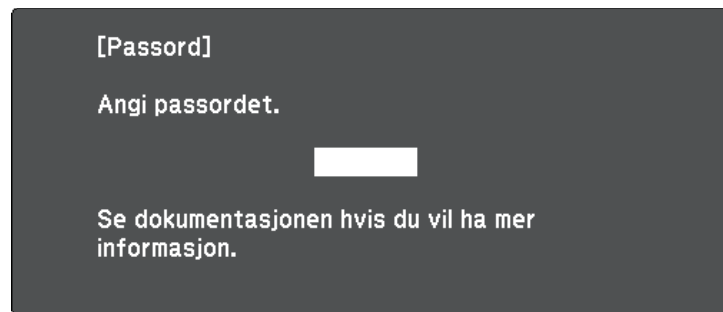 [Passord]
Angi passordet.
Se dokumentasjonen hvis du vil ha mer
informasjon.